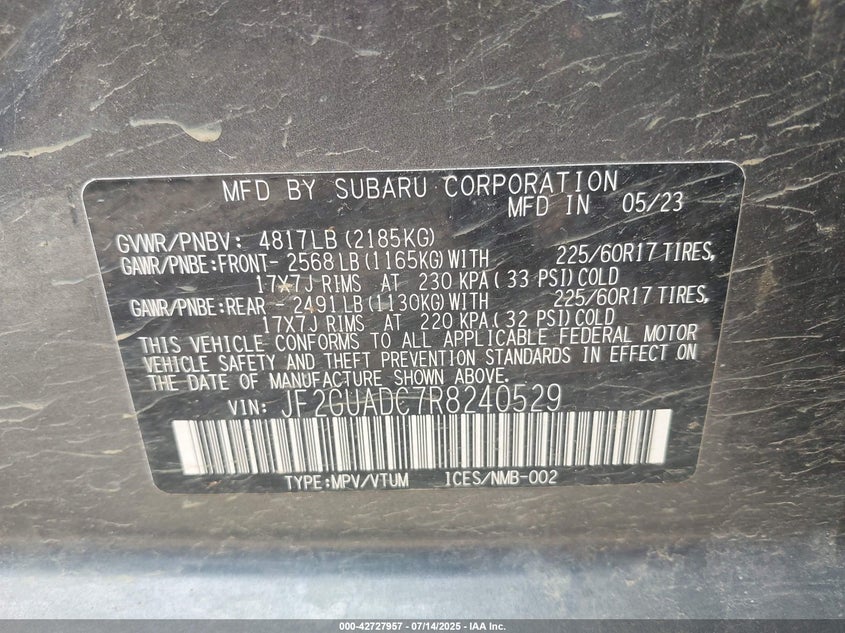 MFD BY SUBARU CORPORATION
MFD IN 05/23
GVWR/PNBV: 4817LB (2185KG)
GAWR/PNBE:FRONT- 2568LB (1165KG)WITH 225/60R17 TIRES,
17X7J RIMS AT 230 KPA (33 PSI)COLD
GAWR/PNBE:REAR - 2491LB (1130KG)WITH 225/60R17 TIRES,
17X7J RIMS AT 220 KPA (32 PSI)COLD
THIS VEHICLE CONFORMS TO ALL APPLICABLE FEDERAL MOTOR
VEHICLE SAFETY AND THEFT PREVENTION STANDARDS IN EFFECT ON
THE DATE OF MANUFACTURE SHOWN ABOVE.
VIN: JF2GUADC7R8240529
TYPE:MPV/VTUM ICES/NMB-002
000-42727957 - 07/14/2025 - IAA Inc.